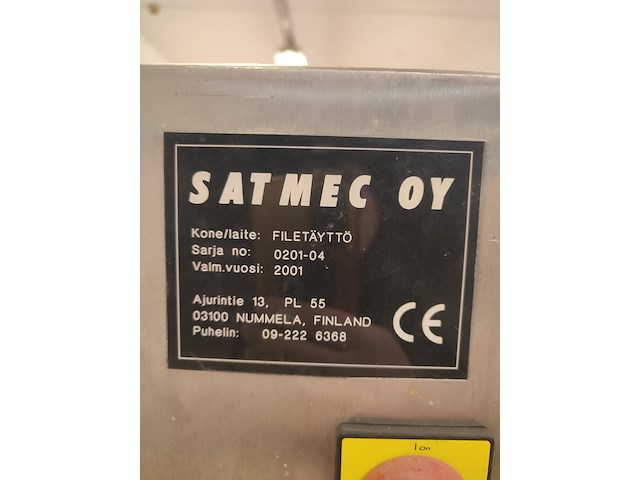 SATMEC OY
Kone/laite: FILETÄYTTÖ
Sarja no: 0201-04
Valm.vuosi: 2001
Ajurintie 13, PL 55
03100 NUMMELA, FINLAND
Puhelin: 09-222 6368
CE
I on